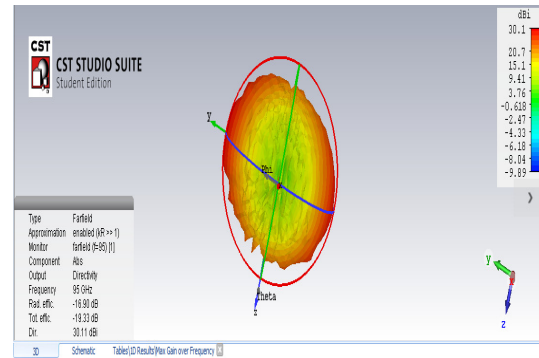 CST
CST STUDIO SUITE
Student Edition
dBi
30.1
20.7
15.1
9.41
3.76
-0.618
-2.47
-4.33
-6.18
-8.04
-9.89
y
Phi
Theta
z
Type Farfield
Approximation enabled (kR >> 1)
Monitor farfield (f=95) [1]
Component Abs
Output Directivity
Frequency 95 GHz
Rad. effic. -16.90 dB
Tot. effic. -19.33 dB
Dir. 30.11 dBi
y
z
3D Schematic Tables\1D Results\Max Gain over Frequency